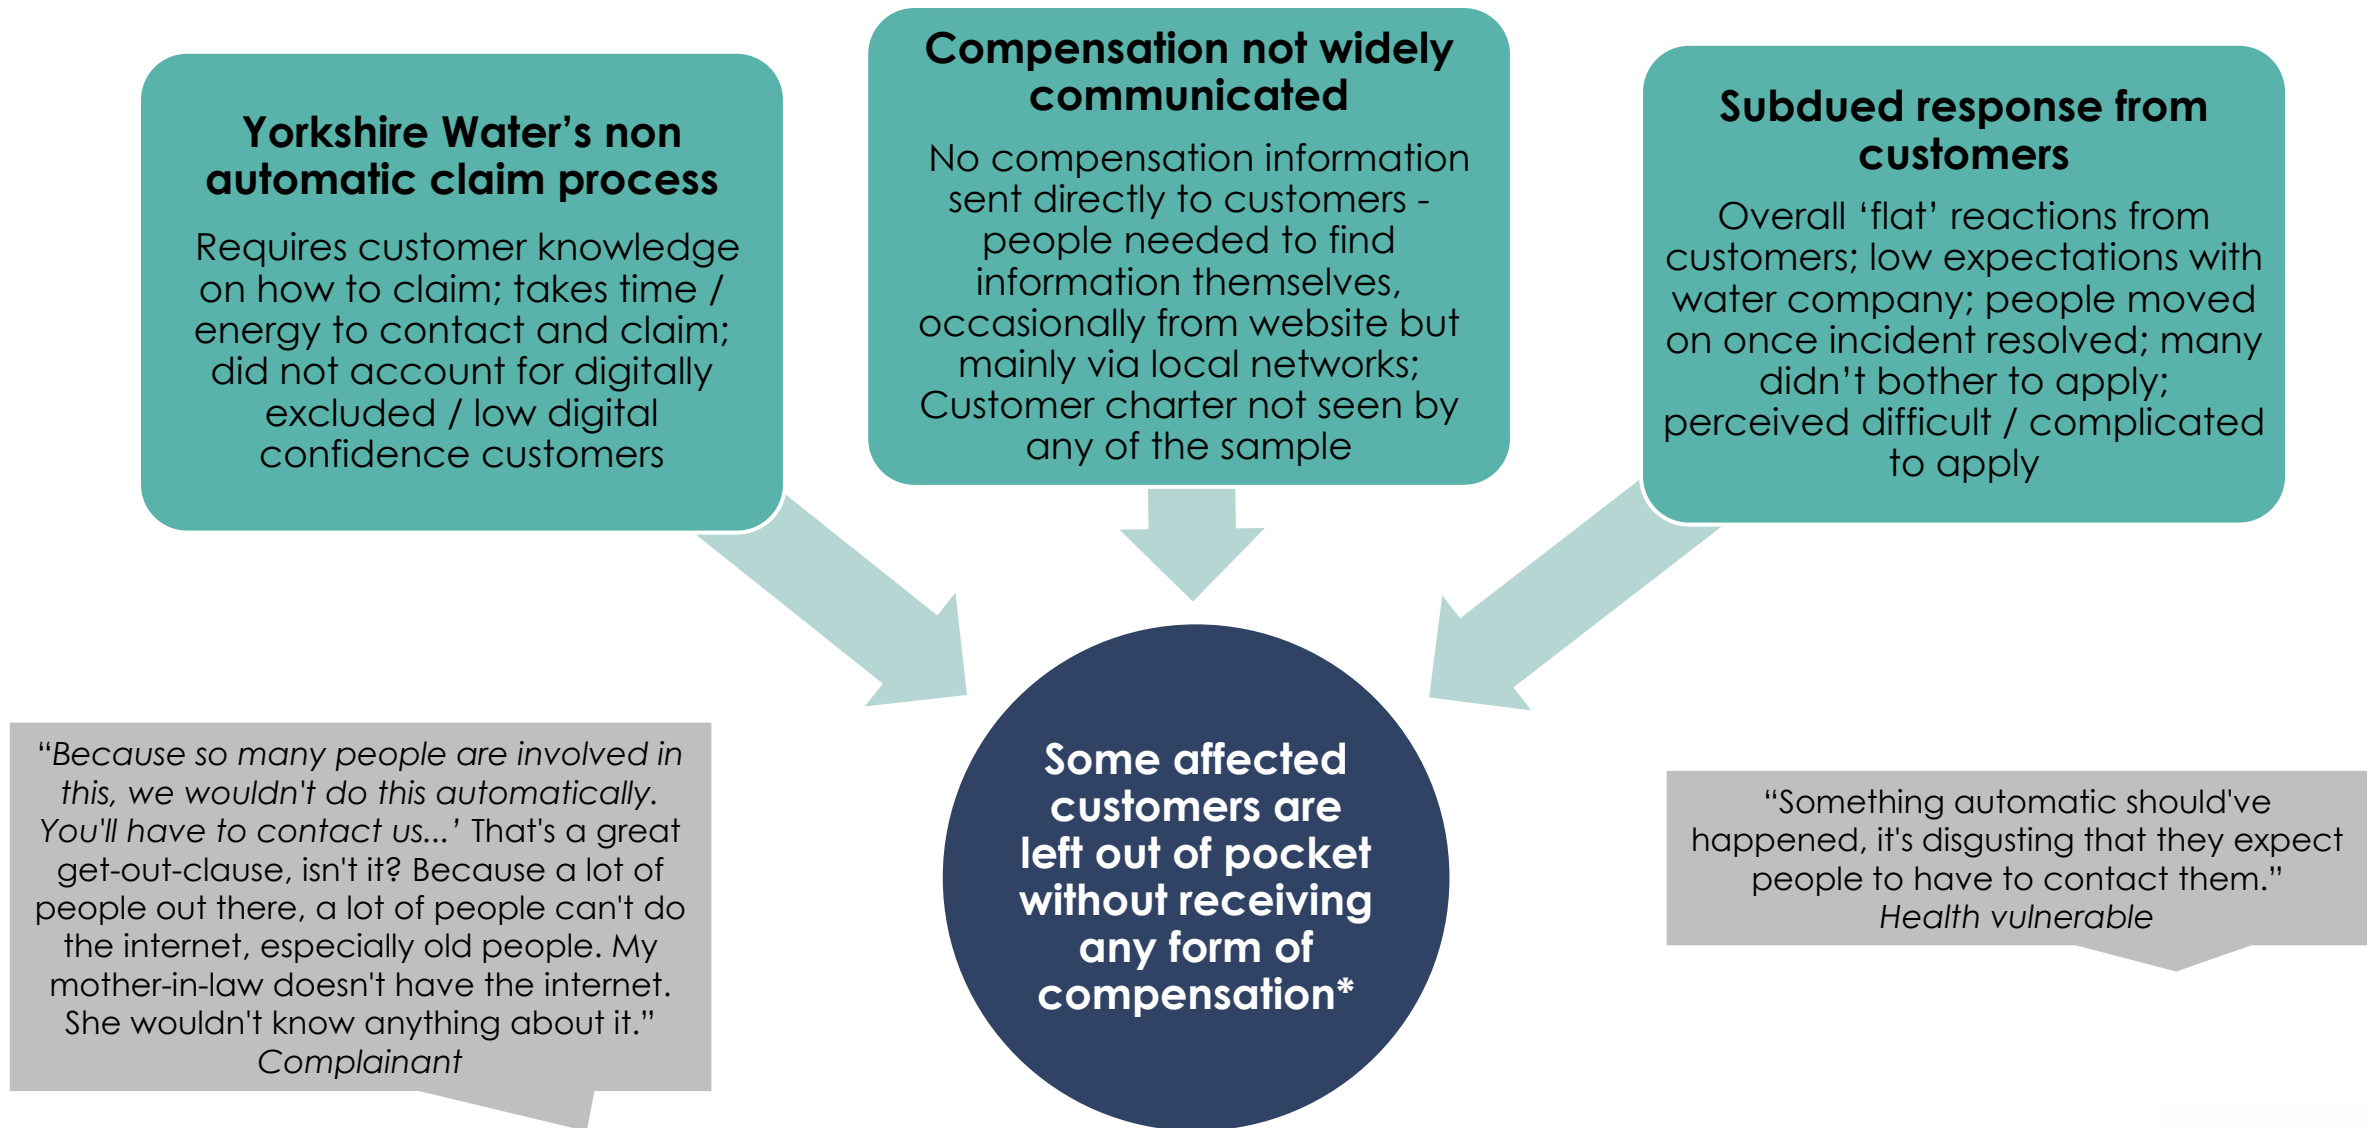 Yorkshire Water’s non
automatic claim process
Requires customer knowledge
on how to claim; takes time /
energy to contact and claim;
did not account for digitally
excluded / low digital
confidence customers
Compensation not widely
communicated
No compensation information
sent directly to customers -
people needed to find
information themselves,
occasionally from website but
mainly via local networks;
Customer charter not seen by
any of the sample
Subdued response from
customers
Overall ‘flat’ reactions from
customers; low expectations with
water company; people moved
on once incident resolved; many
didn’t bother to apply;
perceived difficult / complicated
to apply
“Because so many people are involved in
this, we wouldn't do this automatically.
You'll have to contact us...’ That's a great
get-out-clause, isn't it? Because a lot of
people out there, a lot of people can't do
the internet, especially old people. My
mother-in-law doesn't have the internet.
She wouldn't know anything about it.”
Complainant
Some affected
customers are
left out of pocket
without receiving
any form of
compensation*
“Something automatic should've
happened, it's disgusting that they expect
people to have to contact them.”
Health vulnerable